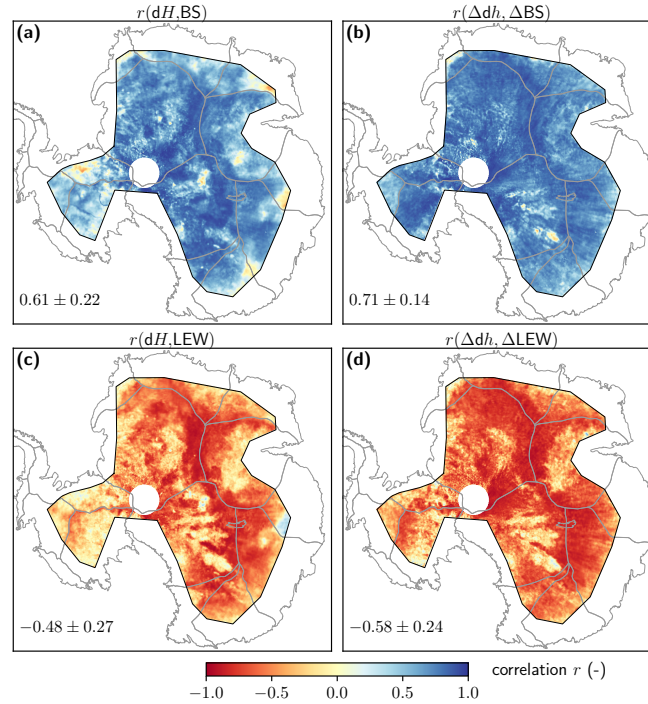 r(dH,BS)
r(Δdh, ΔBS)
(a)
(b)
0.61 ± 0.22
0.71 ± 0.14
r(dH,LEW)
r(Δdh, ΔLEW)
(c)
(d)
−0.48 ± 0.27
−0.58 ± 0.24
correlation r (-)
−1.0 −0.5 0.0 0.5 1.0